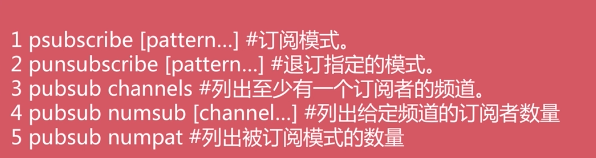 1 psubscribe [pattern...] #订阅模式。
2 punsubscribe [pattern...] #退订指定的模式。
3 pubsub channels #列出至少有一个订阅者的频道。
4 pubsub numsub [channel...] #列出给定频道的订阅者数量
5 pubsub numpat #列出被订阅模式的数量